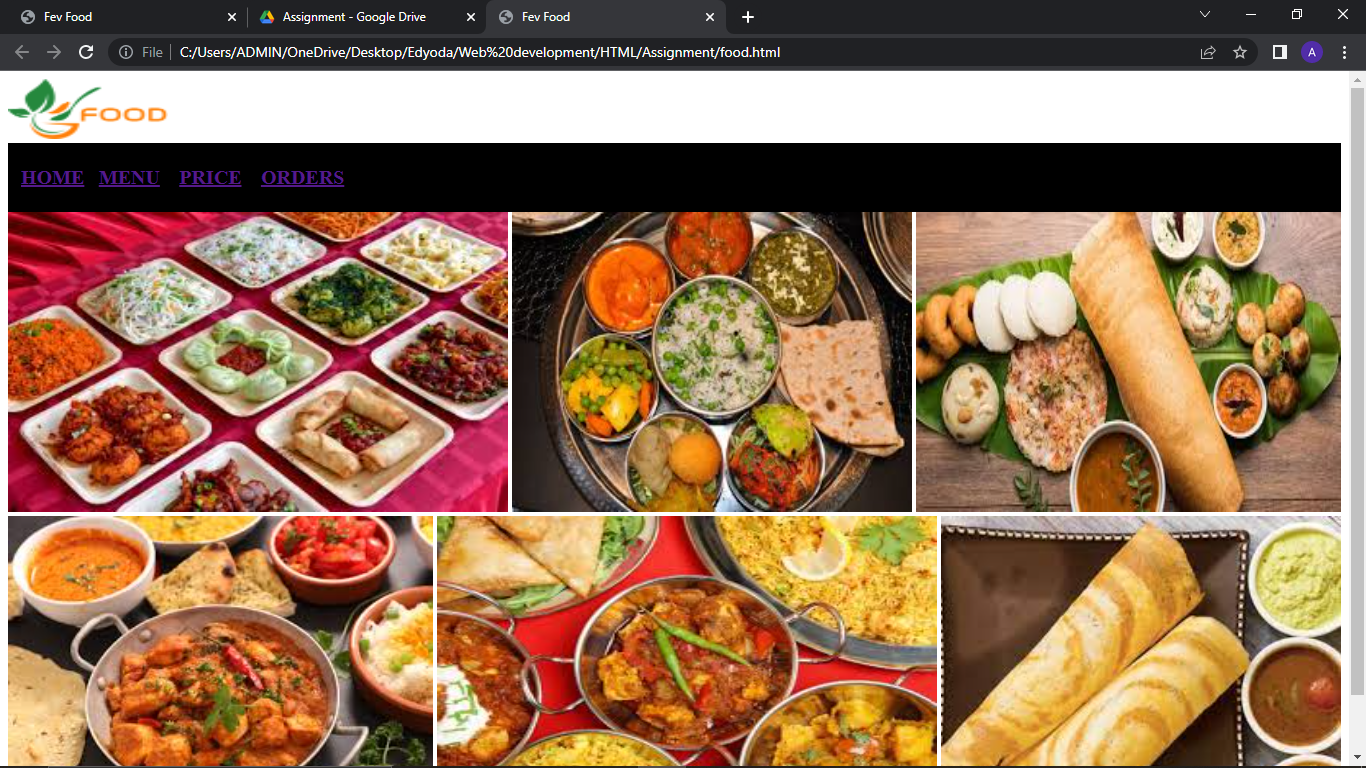 Fev Food
Assignment - Google Drive
Fev Food
File
C:/Users/ADMIN/OneDrive/Desktop/Edyoda/Web%20development/HTML/Assignment/food.html
A
FOOD
HOME MENU PRICE ORDERS